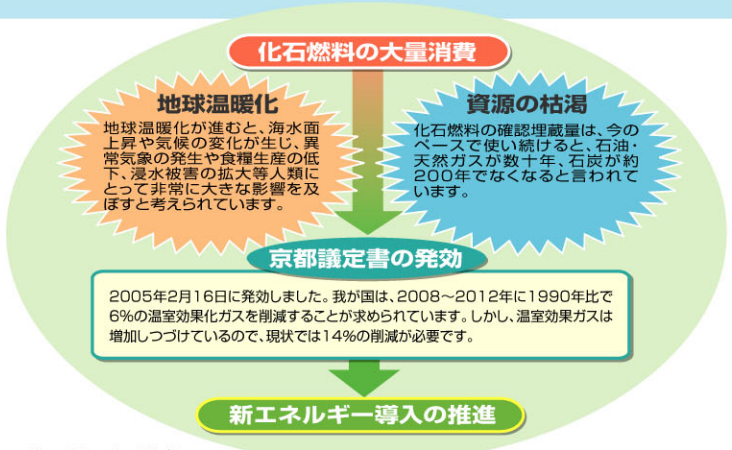 化石燃料の大量消費
地球温暖化
地球温暖化が進むと、海水面
上昇や気候の変化が生じ、異
常気象の発生や食糧生産の低
下、浸水被害の拡大等人類に
とって非常に大きな影響を及
ぼすと考えられています。
資源の枯渇
化石燃料の確認埋蔵量は、今の
ペースで使い続けると、石油・
天然ガスが数十年、石炭が約
200年でなくなると言われて
います。
京都議定書の発効
2005年2月16日に発効しました。我が国は、2008～2012年に1990年比で
6%の温室効果化ガスを削減することが求められています。しかし、温室効果ガスは
増加しつづけているので、現状では14%の削減が必要です。
新エネルギー導入の推進